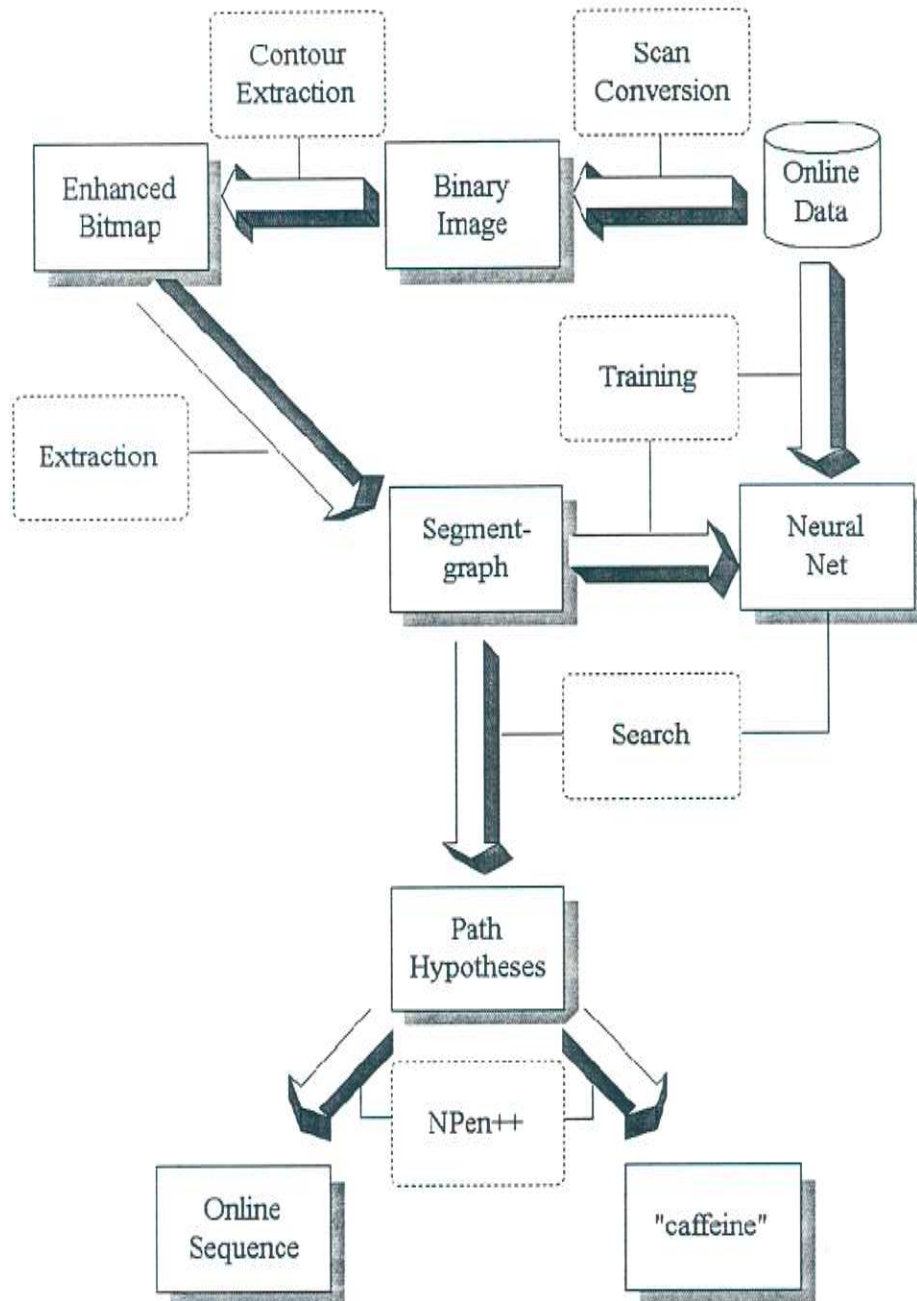 Contour
Extraction
Scan
Conversion
Enhanced
Bitmap
Binary
Image
Online
Data
Training
Extraction
Segment-
graph
Neural
Net
Search
Path
Hypotheses
NPen++
Online
Sequence
"caffeine"